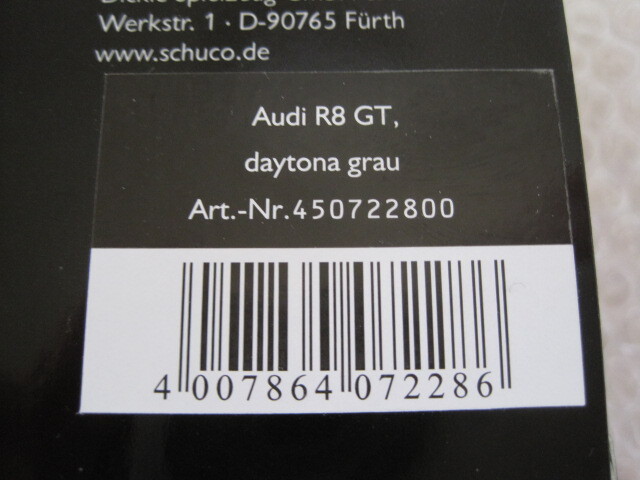 Werkstr. 1 · D-90765 Fürth
www.schuco.de
Audi R8 GT,
daytona grau
Art.-Nr.450722800
4 007864 072286